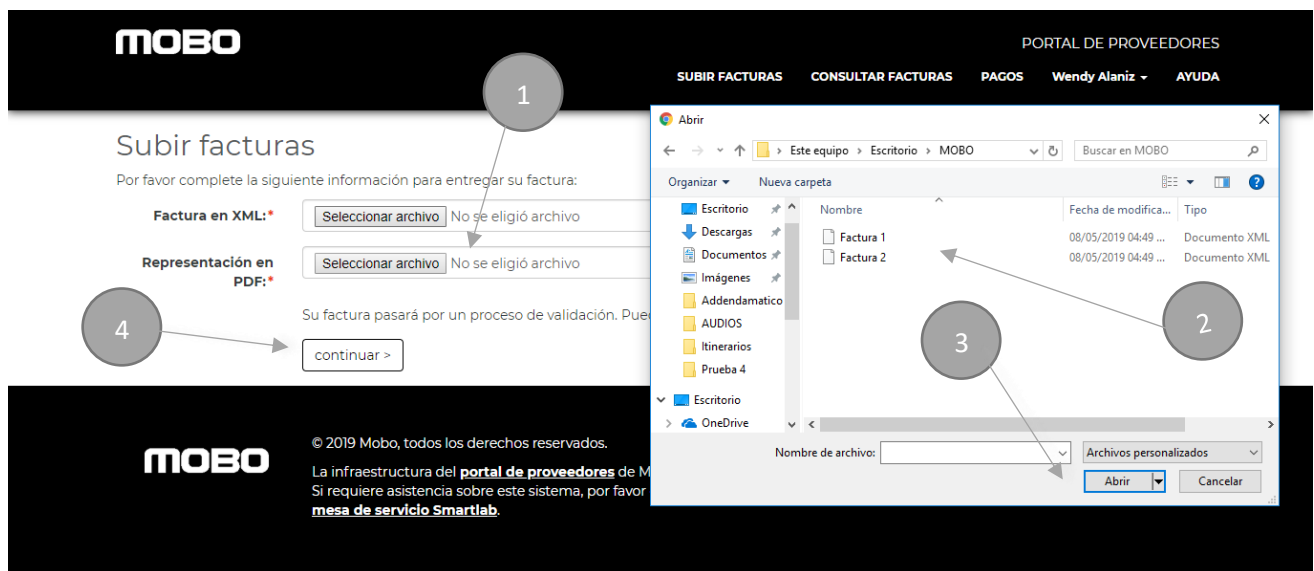 MOBO
PORTAL DE PROVEEDORES
SUBIR FACTURAS CONSULTAR FACTURAS PAGOS Wendy Alaniz AYUDA
1
Subir facturas
Por favor complete la siguiente información para entregar su factura:
Factura en XML:* Seleccionar archivo No se eligió archivo
Representación en PDF:* Seleccionar archivo No se eligió archivo
4
Su factura pasará por un proceso de validación.
continuar >
Abrir
Este equipo > Escritorio > MOBO Buscar en MOBO
Organizar Nueva carpeta
Nombre Fecha de modifica... Tipo
Factura 1 08/05/2019 04:49 ... Documento XML
Factura 2 08/05/2019 04:49 ... Documento XML
Escritorio
Descargas
Documentos
Imágenes
Addendamatico
AUDIOS
Itinerarios
Prueba 4
Escritorio
OneDrive
2
3
Nombre de archivo: Archivos personalizados
Abrir Cancelar
MOBO
© 2019 Mobo, todos los derechos reservados.
La infraestructura del portal de proveedores de
Si requiere asistencia sobre este sistema, por favor
mesa de servicio Smartlab.